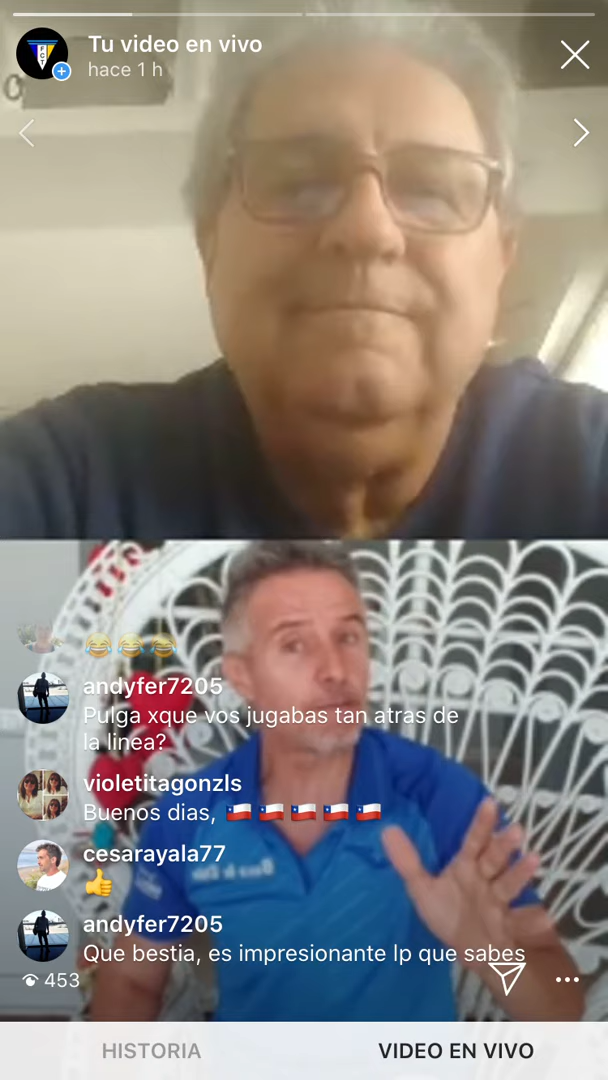 Tu video en vivo
hace 1 h
FCT
😂😂😂
andyfer7205
Pulga xque vos jugabas tan atras de
la linea?
violetitagonzls
Buenos dias, 🇨🇱 🇨🇱 🇨🇱 🇨🇱 🇨🇱
cesarayala77
👍
andyfer7205
Que bestia, es impresionante lp que sabes
453
HISTORIA
VIDEO EN VIVO